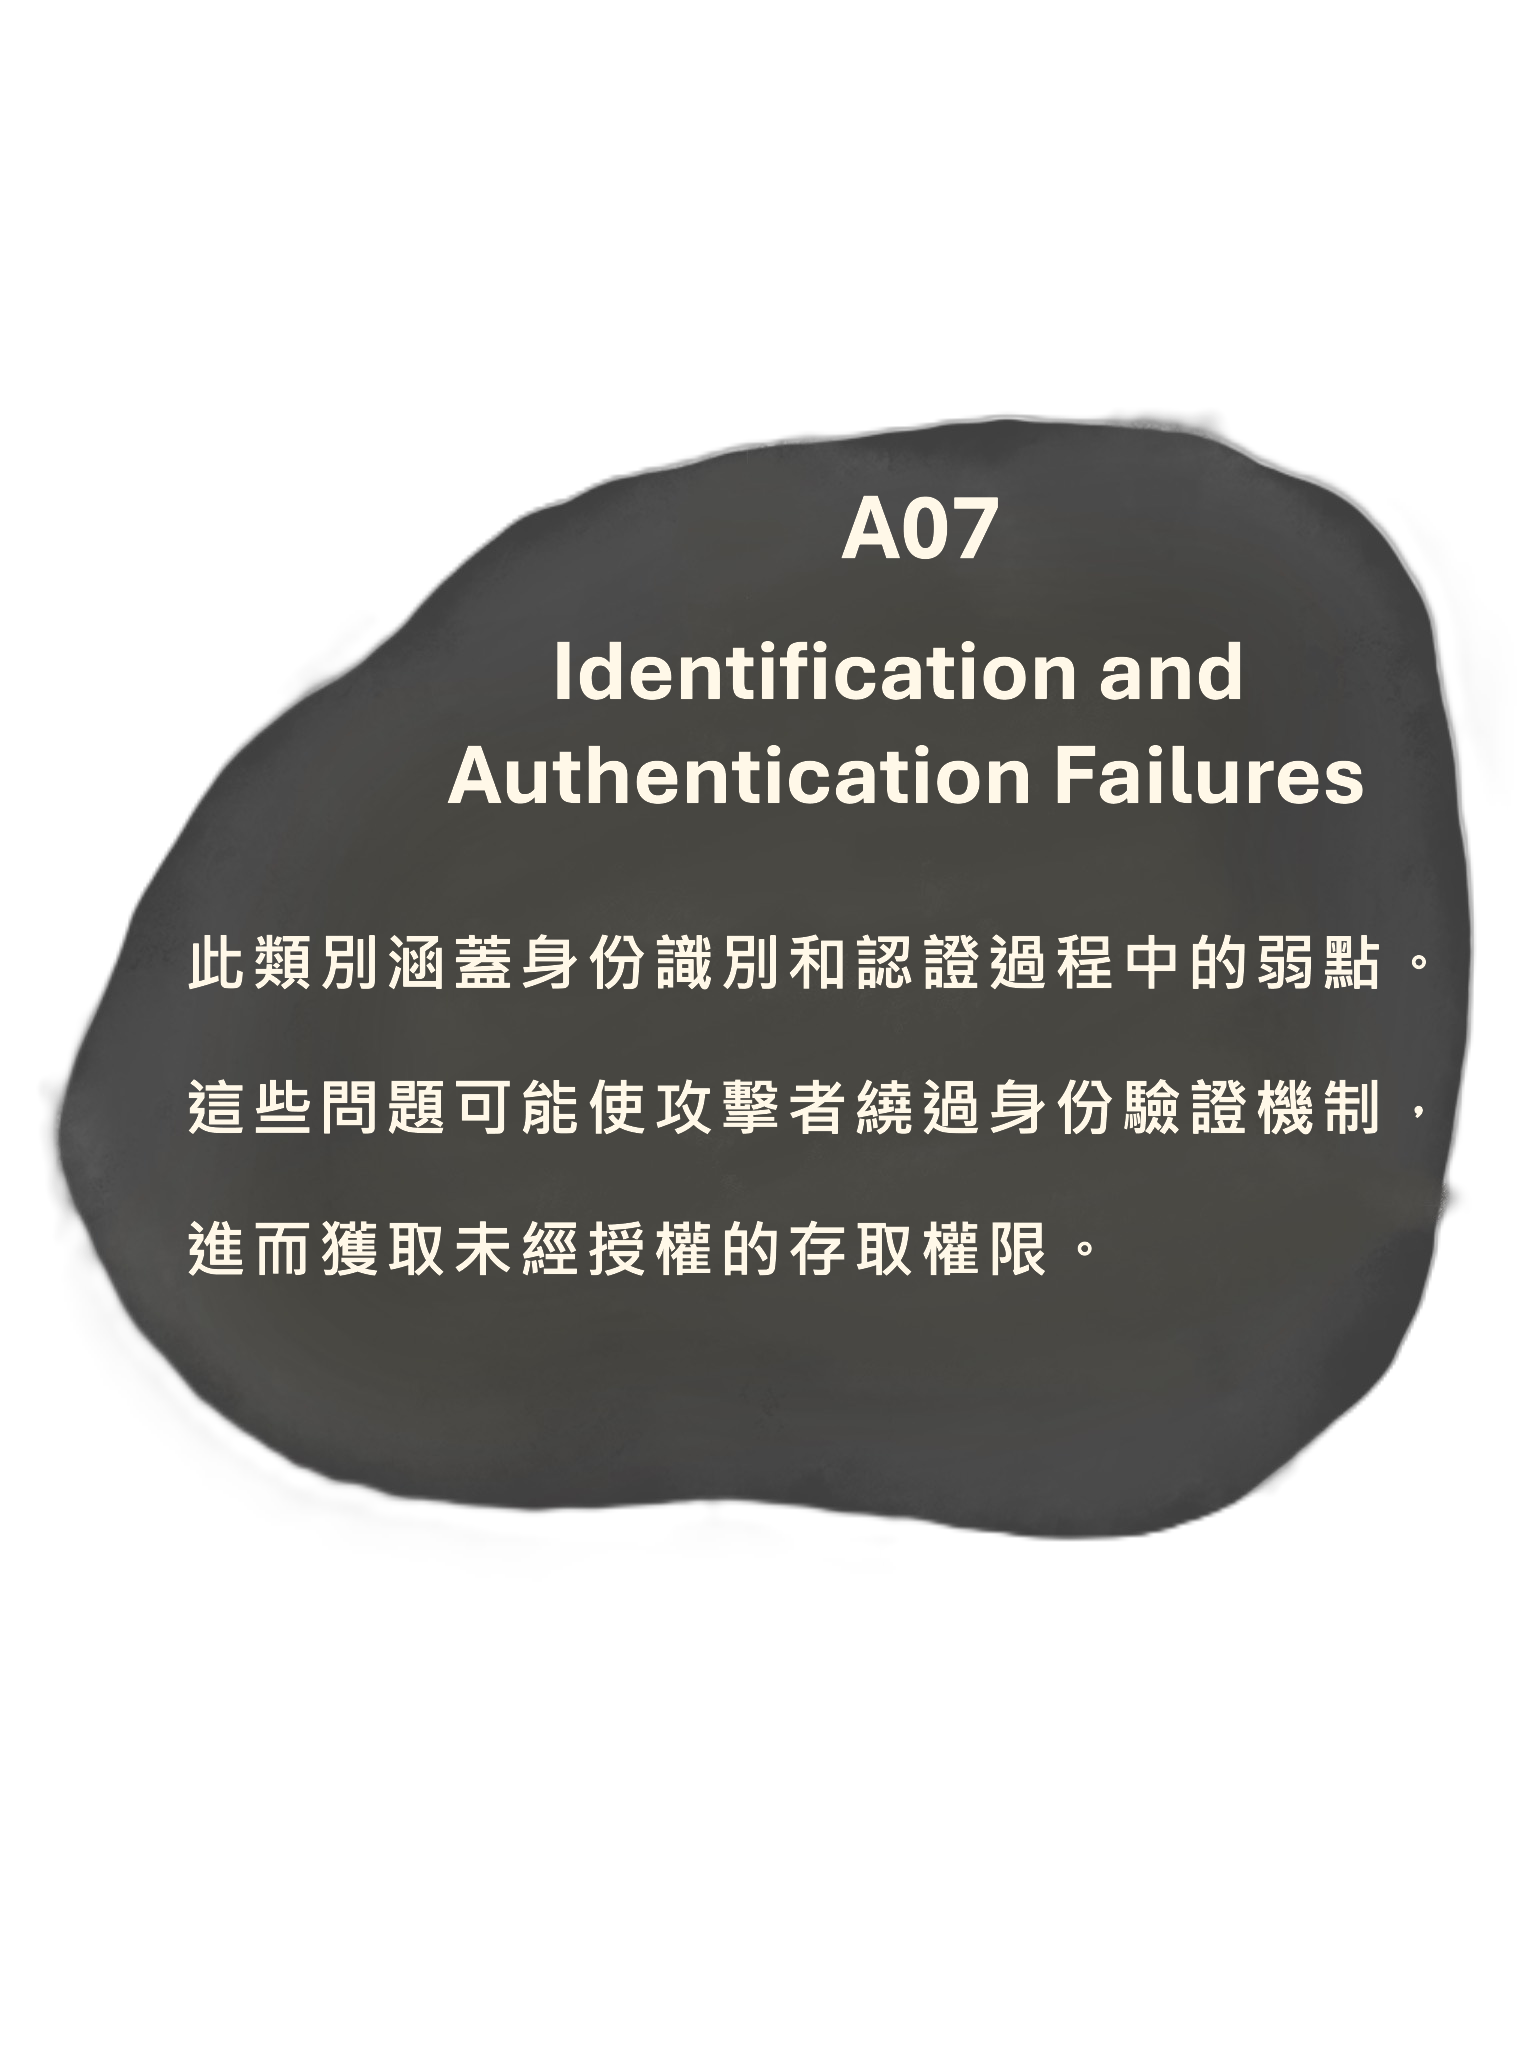 A07
Identification and
Authentication Failures
此類別涵蓋身份識別和認證過程中的弱點。
這些問題可能使攻擊者繞過身份驗證機制，
進而獲取未經授權的存取權限。